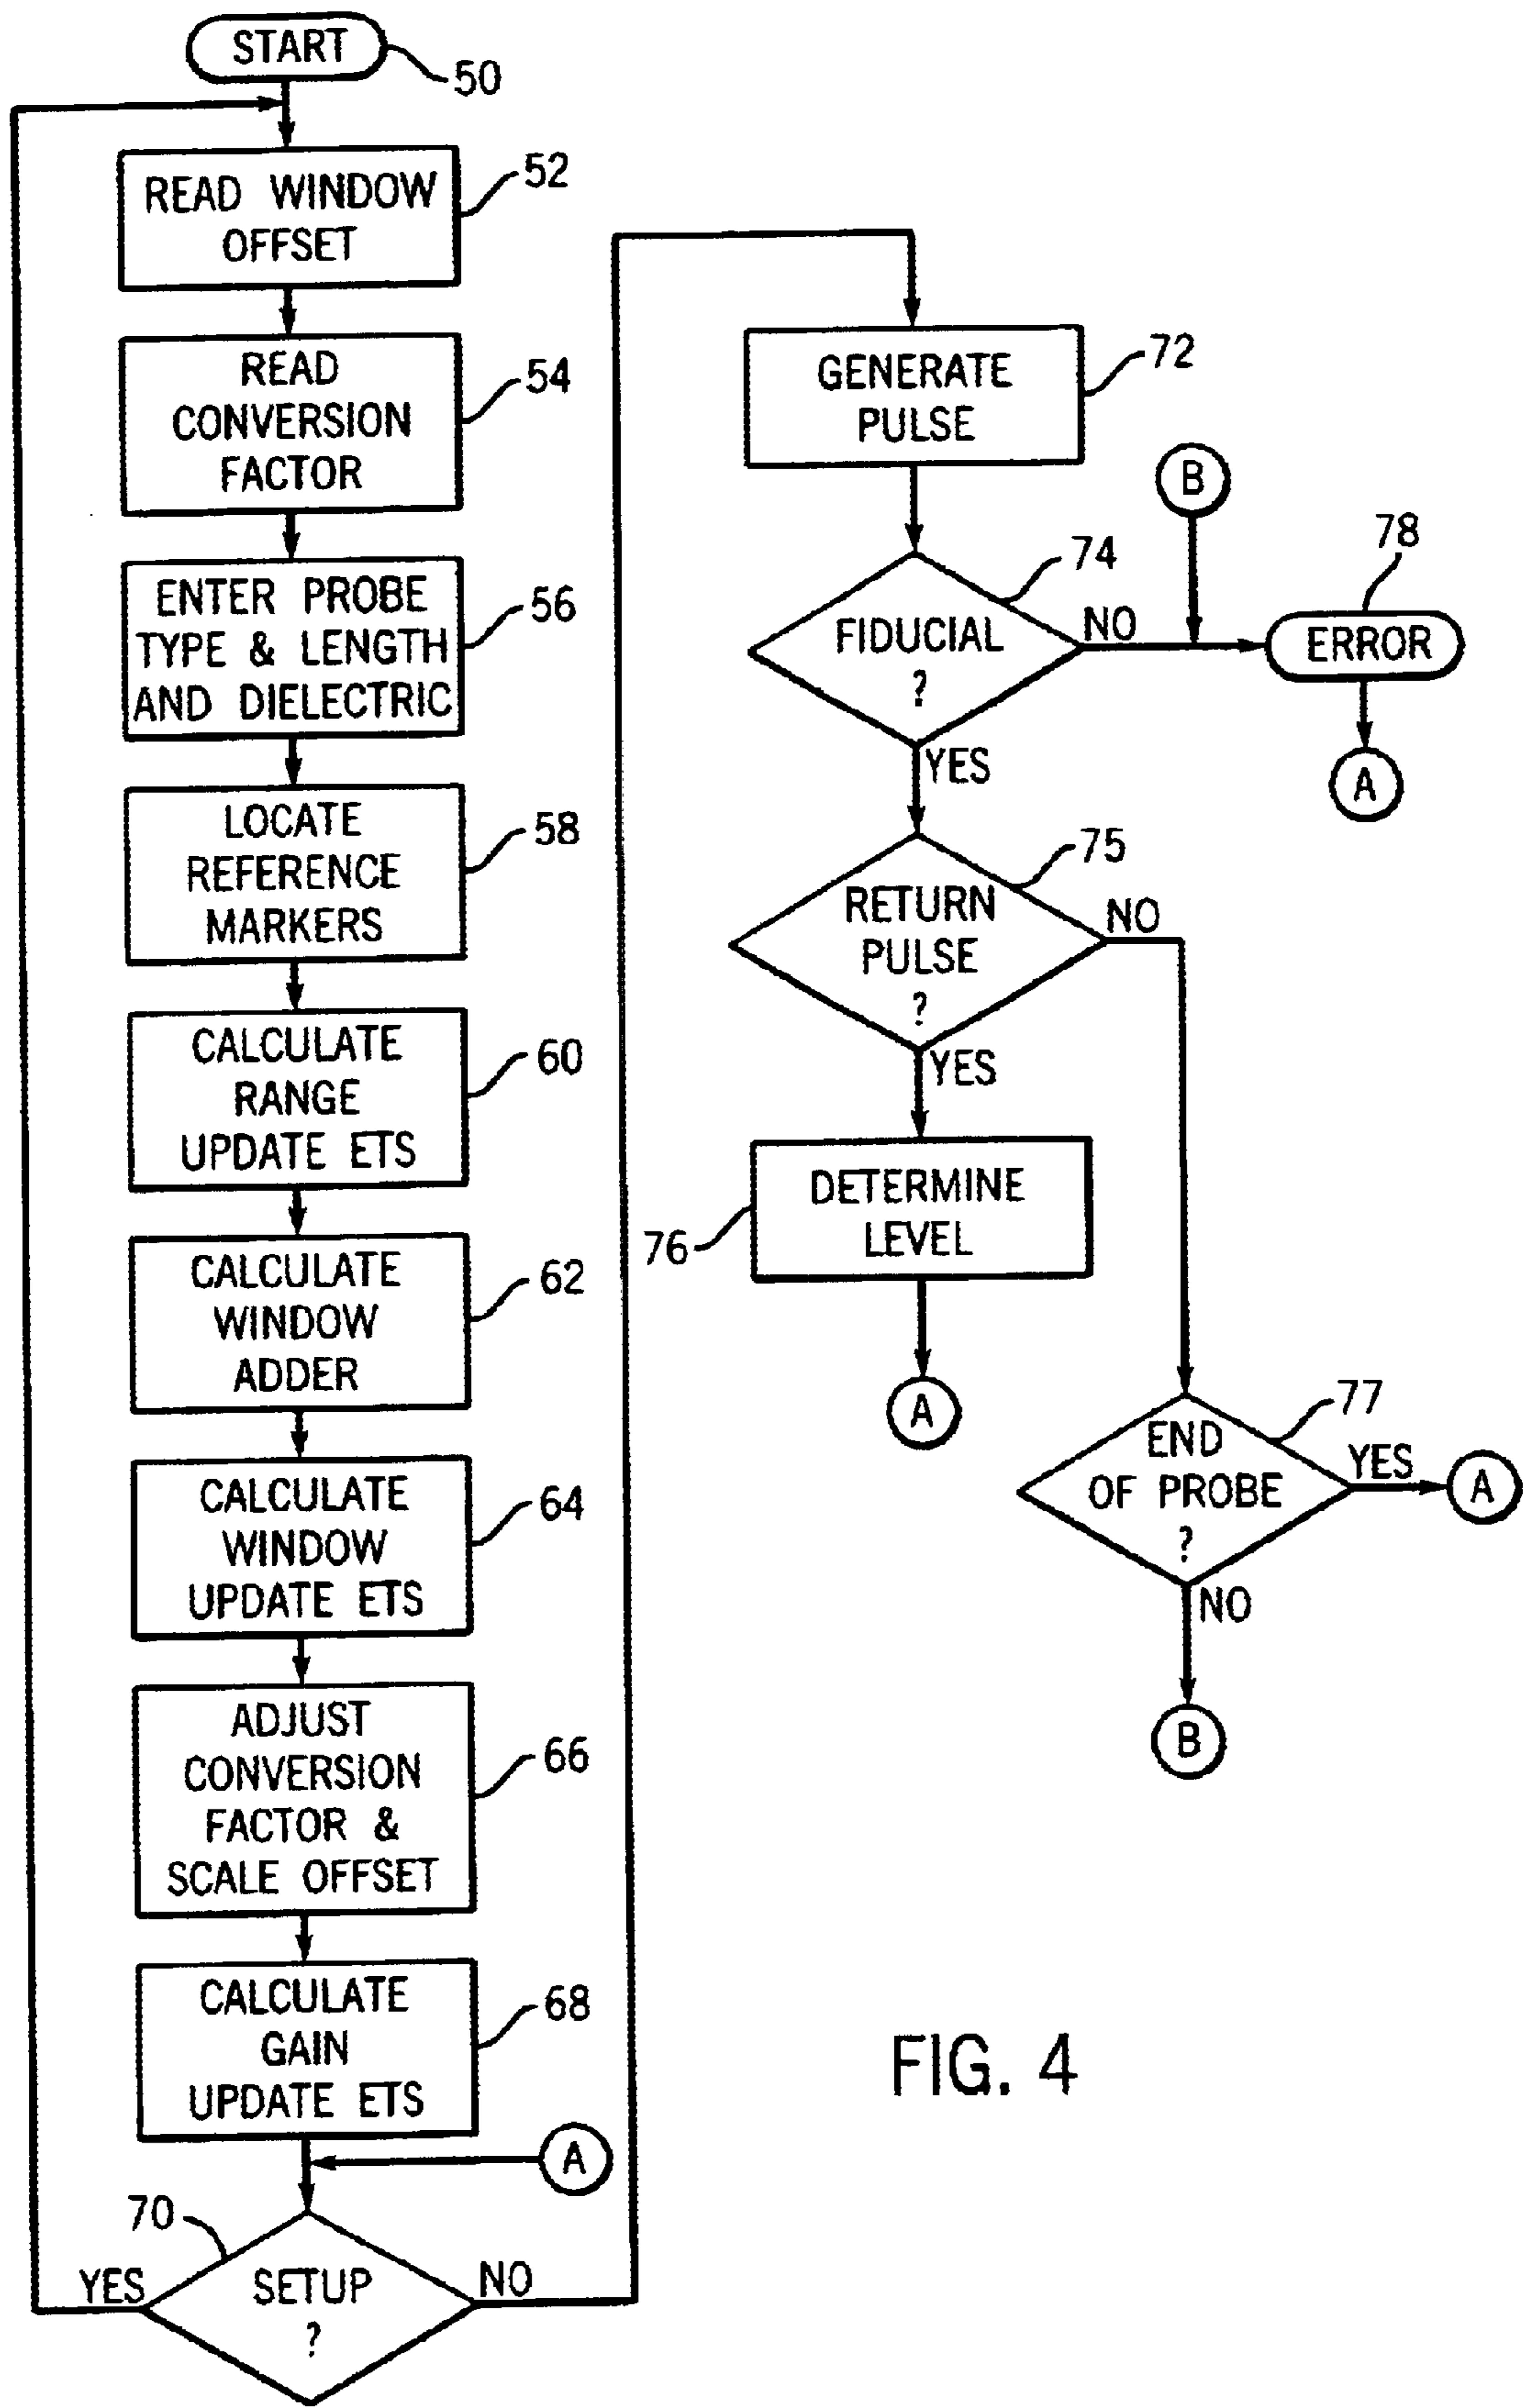 START
50
READ WINDOW
OFFSET
52
READ
CONVERSION
FACTOR
54
ENTER PROBE
TYPE & LENGTH
AND DIELECTRIC
56
LOCATE
REFERENCE
MARKERS
58
CALCULATE
RANGE
UPDATE ETS
60
CALCULATE
WINDOW
ADDER
62
CALCULATE
WINDOW
UPDATE ETS
64
ADJUST
CONVERSION
FACTOR &
SCALE OFFSET
66
CALCULATE
GAIN
UPDATE ETS
68
A
70
SETUP
?
YES
NO
GENERATE
PULSE
72
FIDUCIAL
?
74
NO
YES
B
78
ERROR
A
RETURN
PULSE
?
75
NO
YES
DETERMINE
LEVEL
76
A
END
OF PROBE
?
77
YES
A
NO
B
FIG. 4